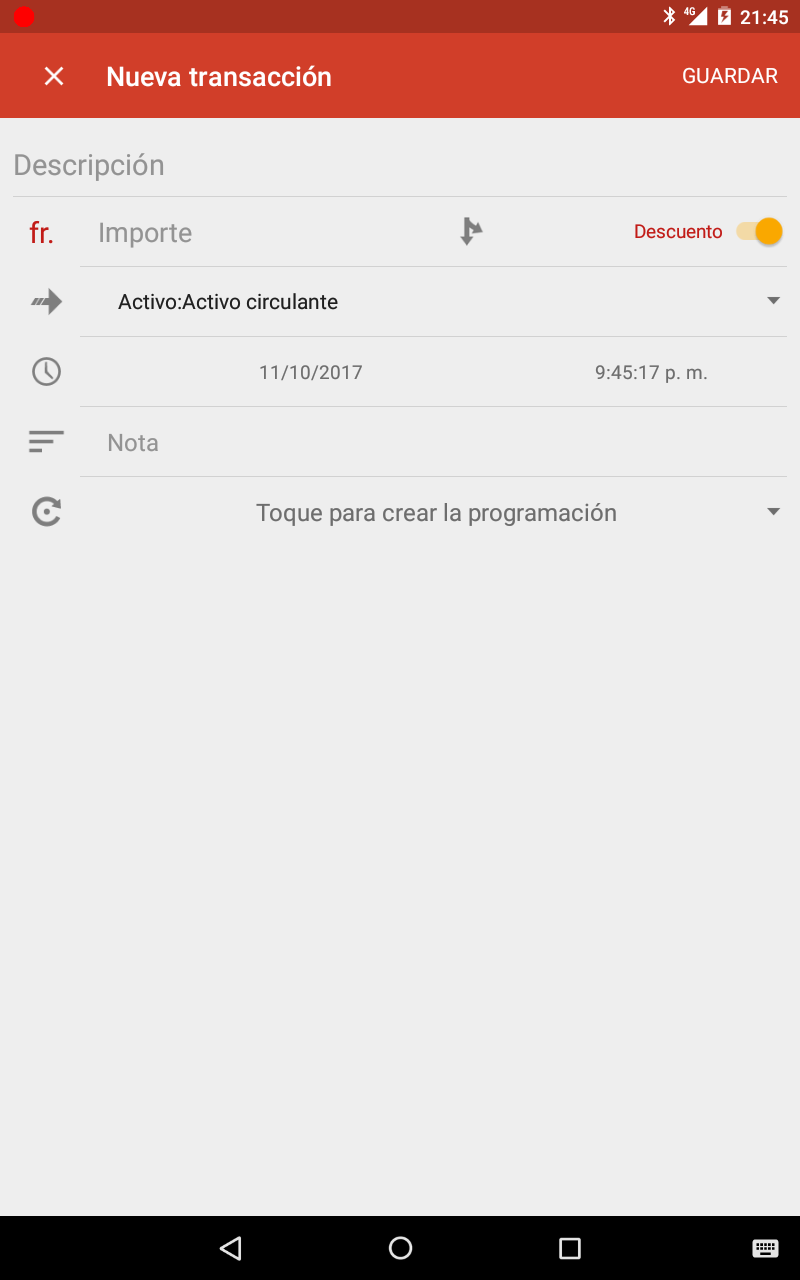 4G 21:45
Nueva transacción GUARDAR
Descripción
fr. Importe Descuento
Activo:Activo circulante
11/10/2017 9:45:17 p. m.
Nota
Toque para crear la programación